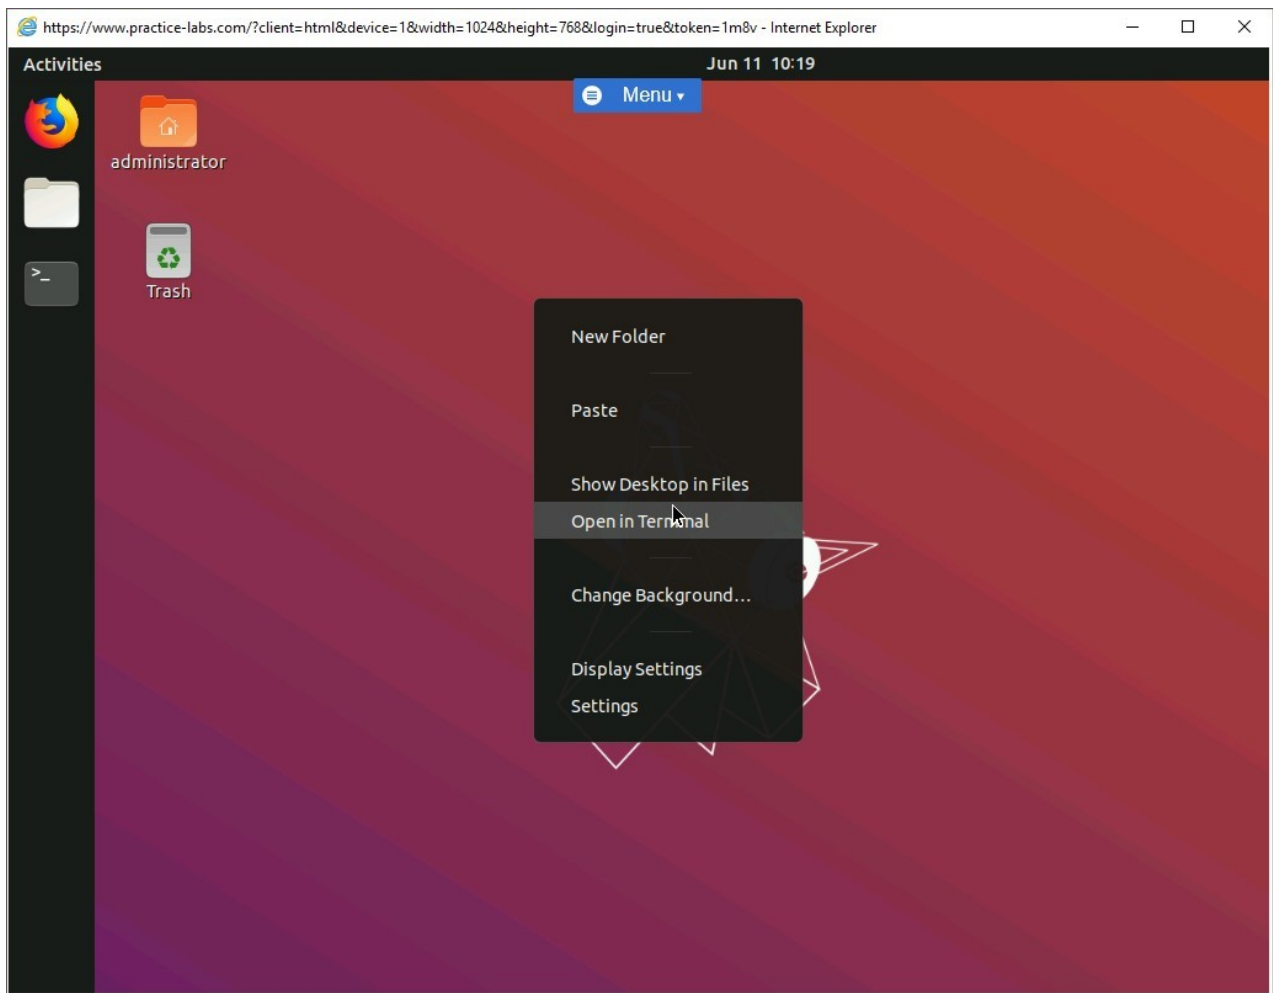 https://www.practice-labs.com/?client=html&device=1&width=1024&height=768&login=true&token=1m8v - Internet Explorer
Activities
Jun 11 10:19
Menu
administrator
Trash
>_
New Folder
Paste
Show Desktop in Files
Open in Terminal
Change Background...
Display Settings
Settings